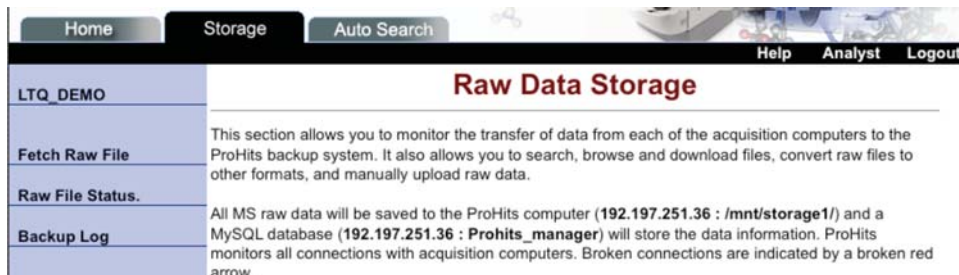 Home Storage Auto Search
Help Analyst Logout
LTQ_DEMO
Raw Data Storage
Fetch Raw File
Raw File Status.
Backup Log
This section allows you to monitor the transfer of data from each of the acquisition computers to the
ProHits backup system. It also allows you to search, browse and download files, convert raw files to
other formats, and manually upload raw data.
All MS raw data will be saved to the ProHits computer (192.197.251.36 : /mnt/storage1/) and a
MySQL database (192.197.251.36 : Prohits_manager) will store the data information. ProHits
monitors all connections with acquisition computers. Broken connections are indicated by a broken red
arrow